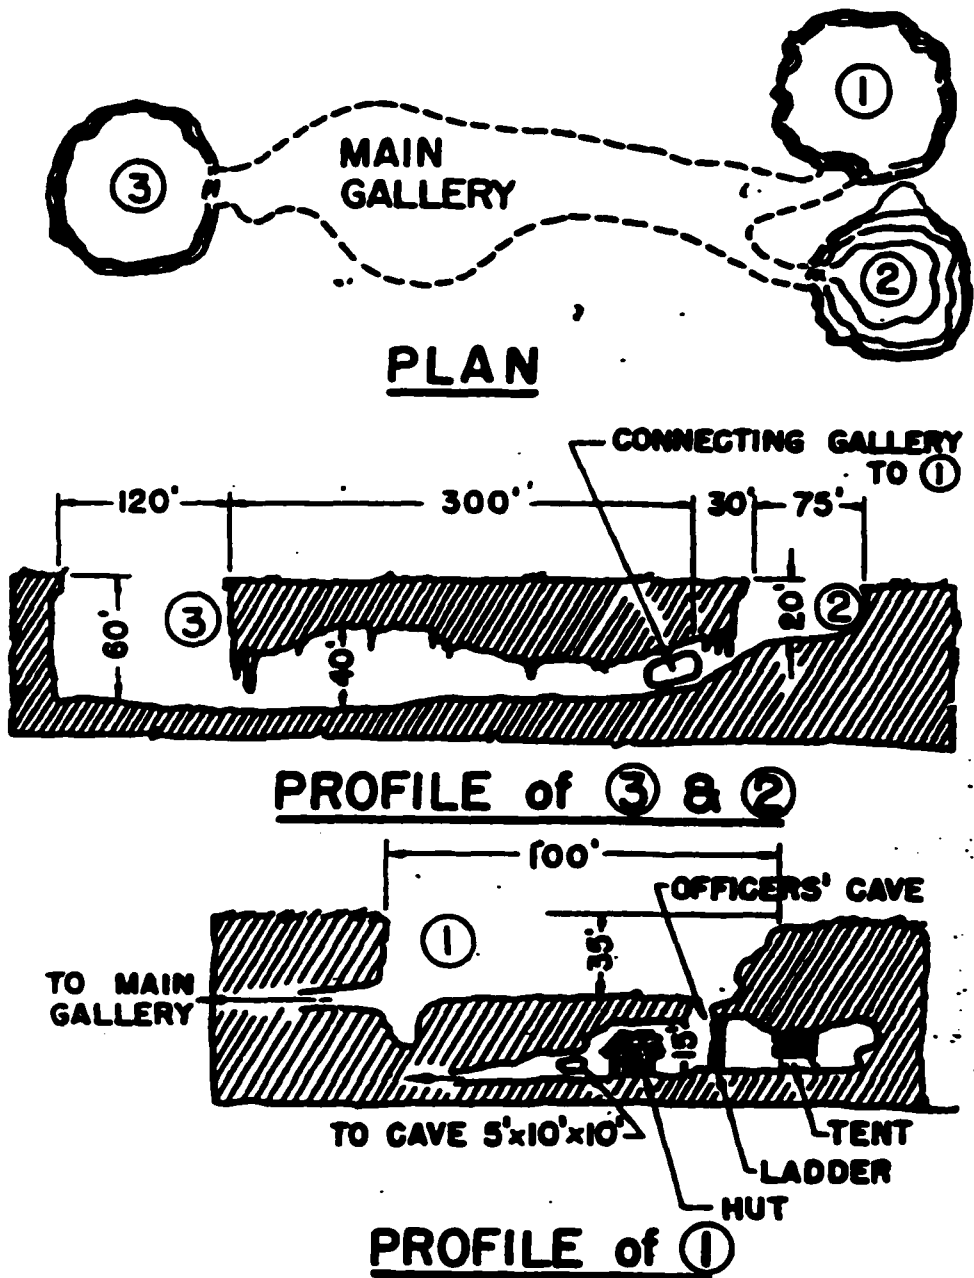 1
3
MAIN
GALLERY
2
PLAN
CONNECTING GALLERY
TO 1
120'
300'
30'
75'
3
60'
40'
20'
2
PROFILE of 3 & 2
100'
OFFICERS' CAVE
1
35'
TO MAIN
GALLERY
15'
TO CAVE 5'x10'x10'
TENT
LADDER
HUT
PROFILE of 1